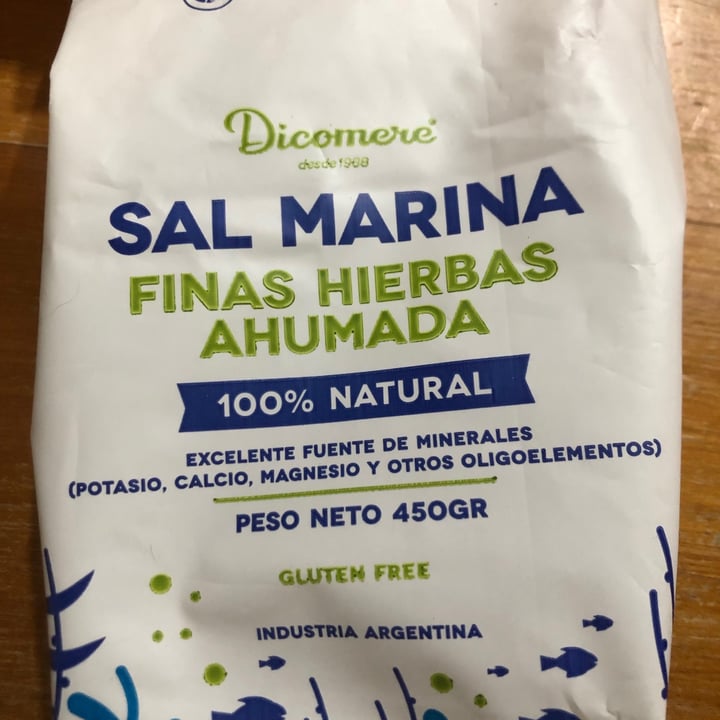 Dicomere
desde 1968
SAL MARINA
FINAS HIERBAS
AHUMADA
100% NATURAL
EXCELENTE FUENTE DE MINERALES
(POTASIO, CALCIO, MAGNESIO Y OTROS OLIGOELEMENTOS)
PESO NETO 450GR
GLUTEN FREE
INDUSTRIA ARGENTINA